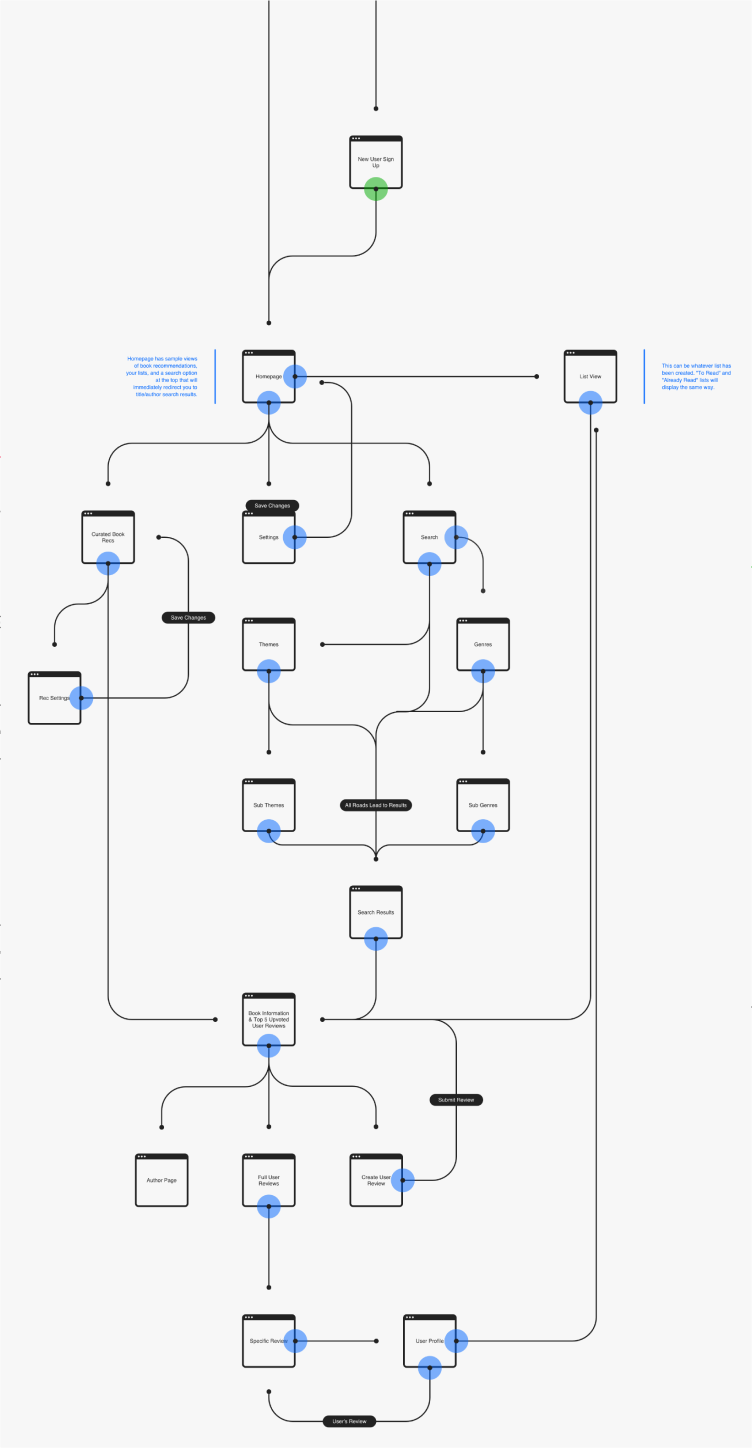 New User Sign
Up
Homepage has sample views
of book recommendations,
your lists, and a search option
at the top that will
immediately redirect you to
title/author search results.
Homepage
List View
This can be whatever list has
been created. "To Read" and
"Already Read" lists will
display the same way.
Save Changes
Curated Book
Recs
Settings
Search
Save Changes
Themes
Genres
Rec Settings
Sub Themes
All Roads Lead to Results
Sub Genres
Search Results
Book Information
& Top 5 Upvoted
User Reviews
Submit Review
Author Page
Full User
Reviews
Create User
Review
Specific Review
User Profile
User's Review